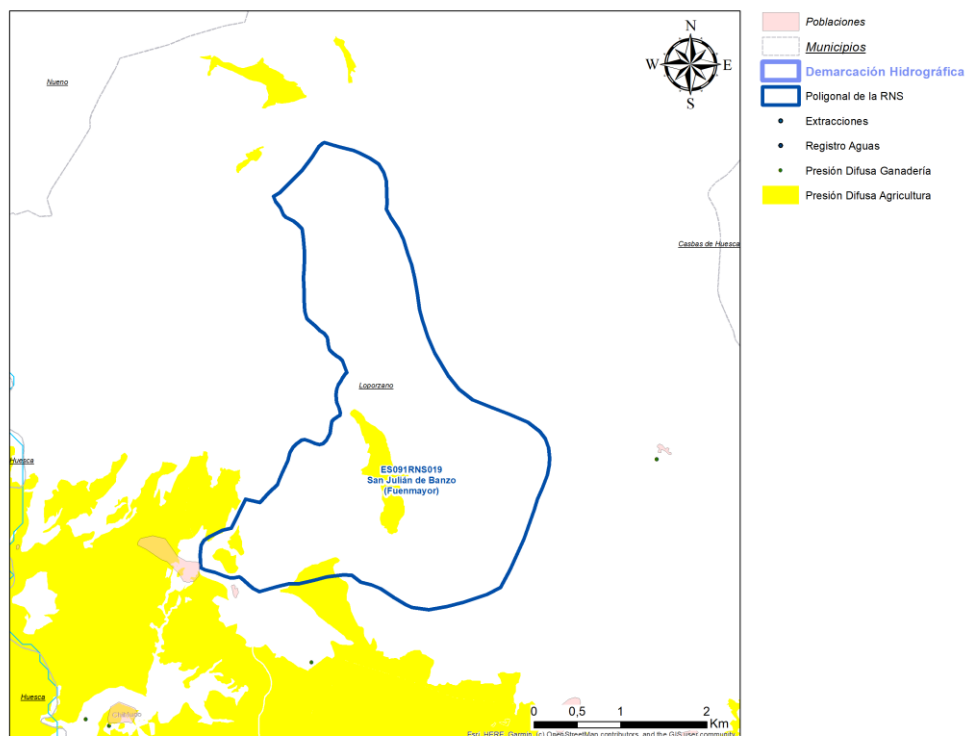 Nueno
N
W
E
S
Casbas de Huesca
Loporzano
Huesca
ES091RNS019
San Julián de Banzo
(Fuenmayor)
Huesca
0
0,5
1
2
Km
Esri, HERE, Garmin, (c) OpenStreetMap contributors, and the GIS user community
Poblaciones
Municipios
Demarcación Hidrográfica
Poligonal de la RNS
Extracciones
Registro Aguas
Presión Difusa Ganadería
Presión Difusa Agricultura